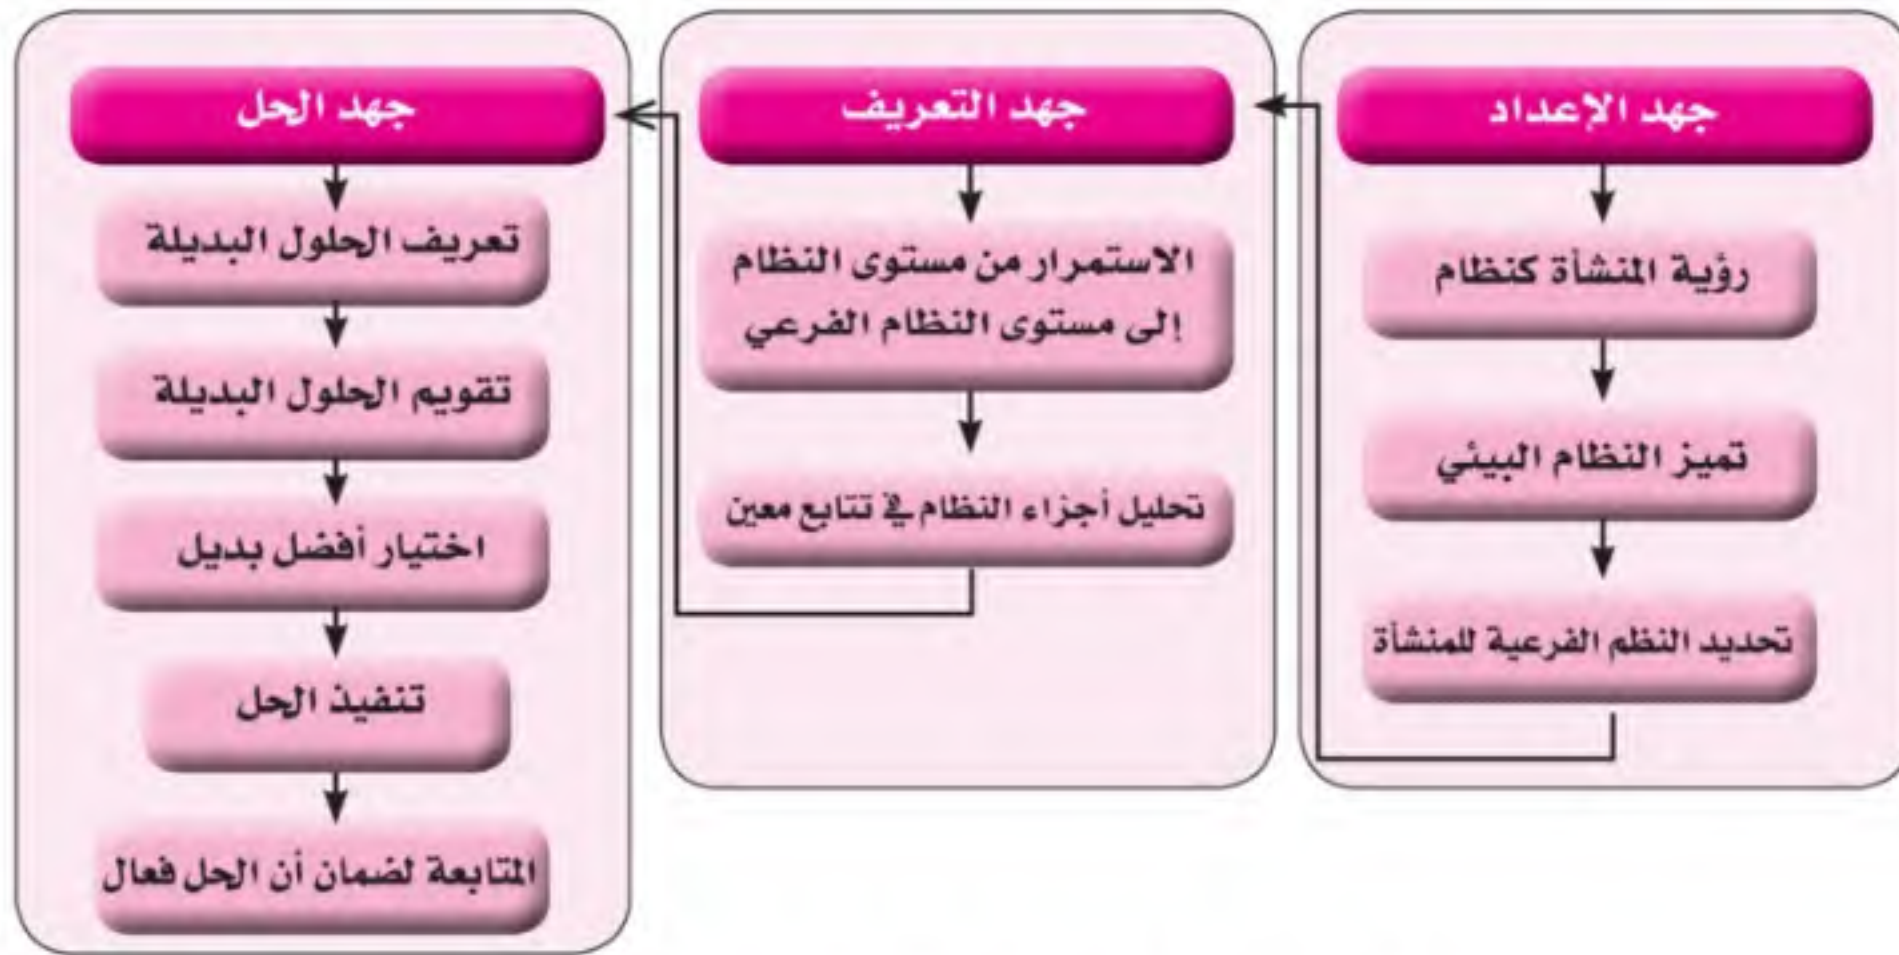 جهد الإعداد
رؤية المنشأة كنظام
تميز النظام البيئي
تحديد النظم الفرعية للمنشأة
جهد التعريف
الاستمرار من مستوى النظام
إلى مستوى النظام الفرعي
تحليل أجزاء النظام في تتابع معين
جهد الحل
تعريف الحلول البديلة
تقويم الحلول البديلة
اختيار أفضل بديل
تنفيذ الحل
المتابعة لضمان أن الحل فعال